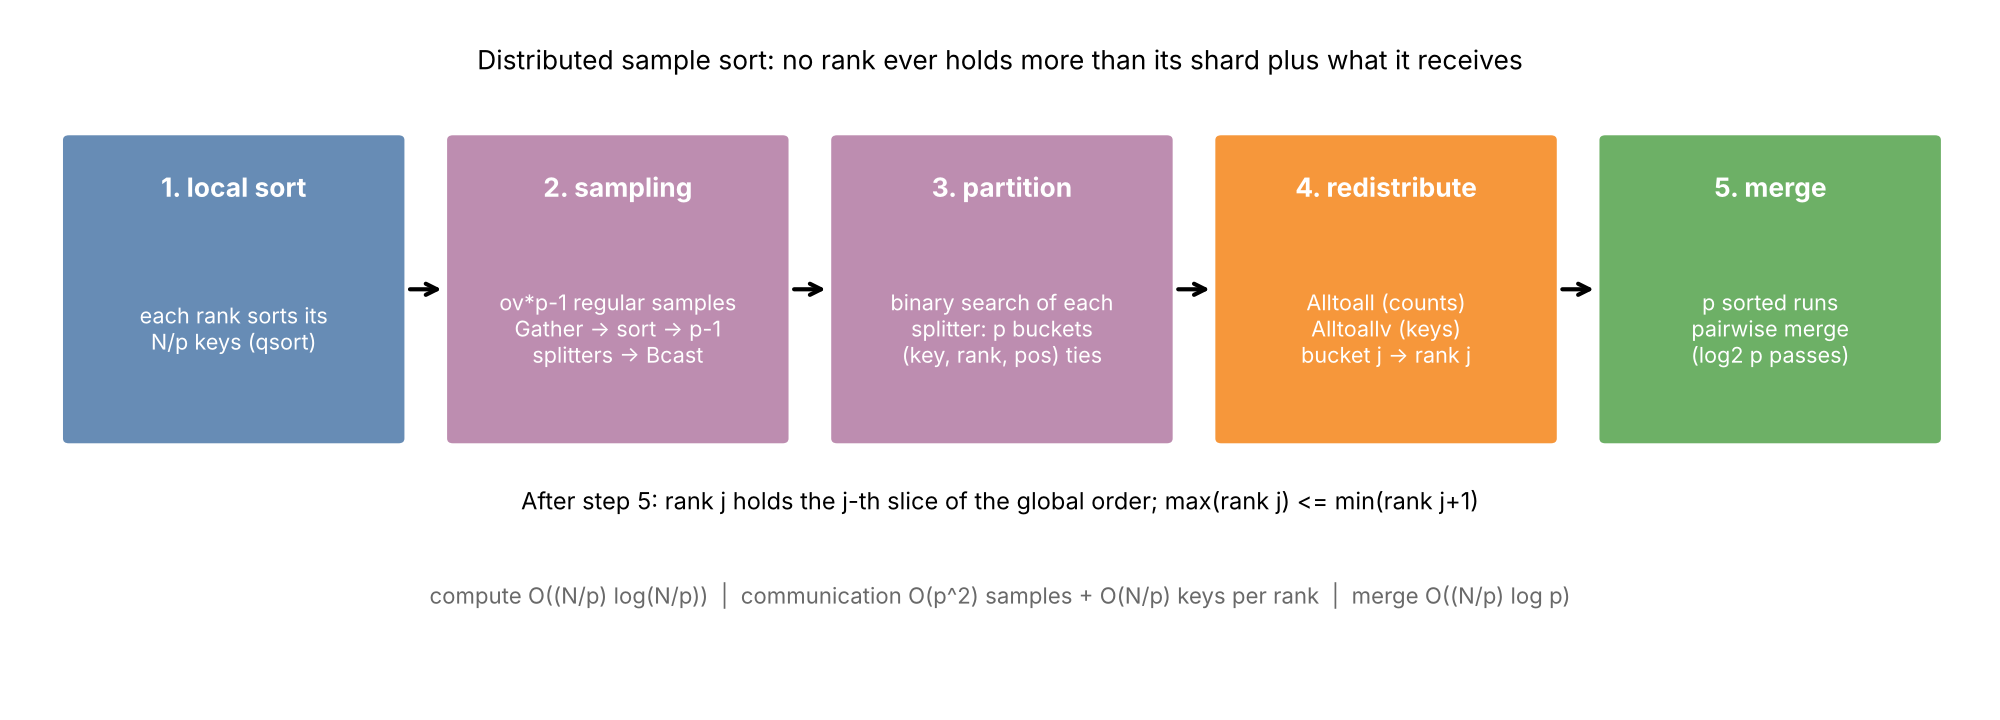 Distributed sample sort: no rank ever holds more than its shard plus what it receives
1. local sort
each rank sorts its
N/p keys (qsort)
2. sampling
ov*p-1 regular samples
Gather → sort → p-1
splitters → Bcast
3. partition
binary search of each
splitter: p buckets
(key, rank, pos) ties
4. redistribute
Alltoall (counts)
Alltoallv (keys)
bucket j → rank j
5. merge
p sorted runs
pairwise merge
(log2 p passes)
After step 5: rank j holds the j-th slice of the global order; max(rank j) <= min(rank j+1)
compute O((N/p) log(N/p)) | communication O(p^2) samples + O(N/p) keys per rank | merge O((N/p) log p)